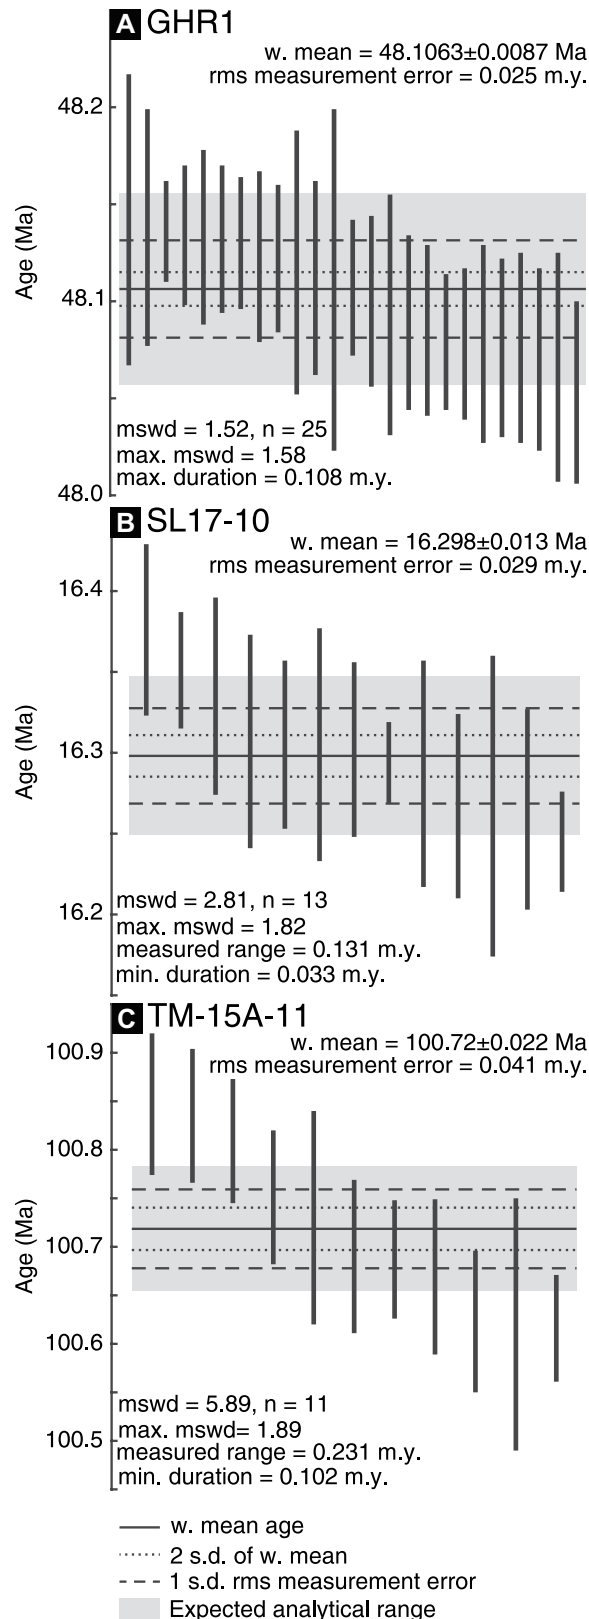 A GHR1
w. mean = 48.1063±0.0087 Ma
rms measurement error = 0.025 m.y.
48.2
48.1
48.0
Age (Ma)
mswd = 1.52, n = 25
max. mswd = 1.58
max. duration = 0.108 m.y.
B SL17-10
w. mean = 16.298±0.013 Ma
rms measurement error = 0.029 m.y.
16.4
16.3
16.2
Age (Ma)
mswd = 2.81, n = 13
max. mswd = 1.82
measured range = 0.131 m.y.
min. duration = 0.033 m.y.
C TM-15A-11
w. mean = 100.72±0.022 Ma
rms measurement error = 0.041 m.y.
100.9
100.8
100.7
100.6
100.5
Age (Ma)
mswd = 5.89, n = 11
max. mswd= 1.89
measured range = 0.231 m.y.
min. duration = 0.102 m.y.
w. mean age
2 s.d. of w. mean
1 s.d. rms measurement error
Expected analytical range